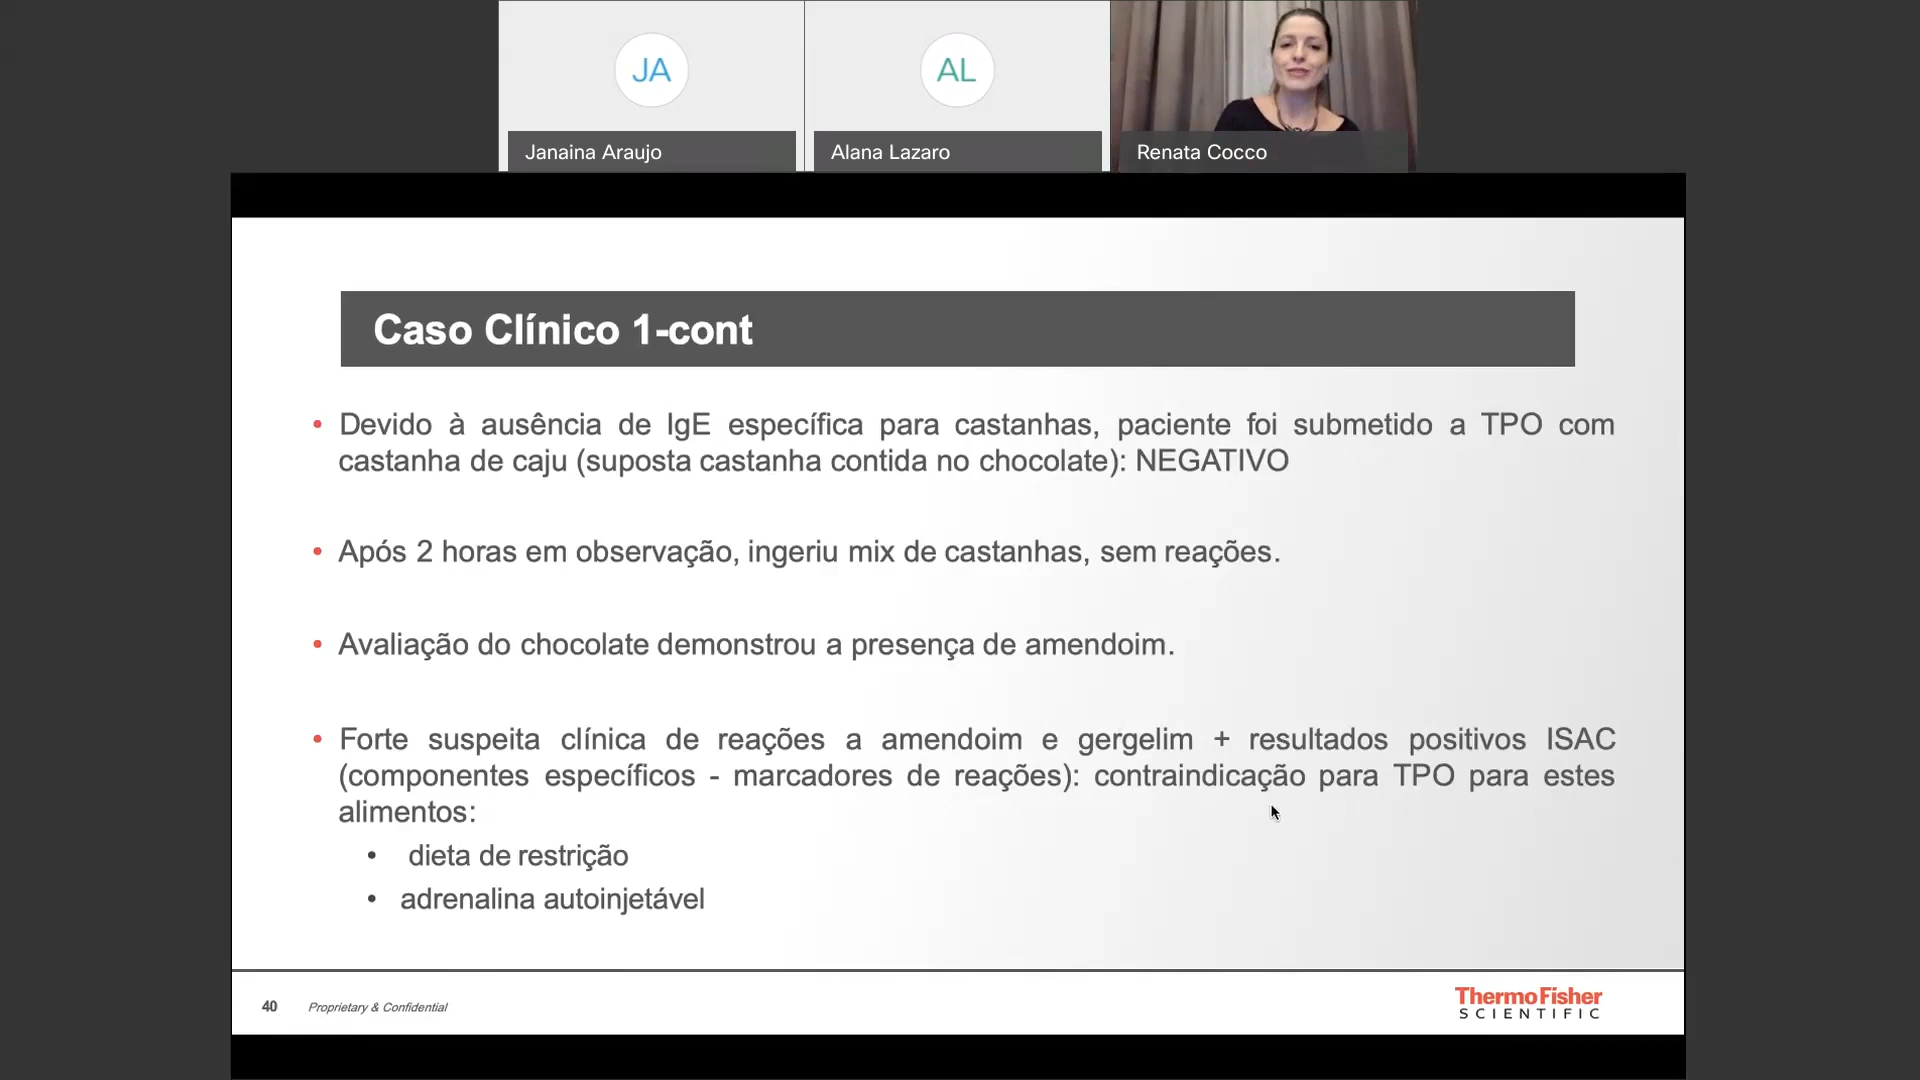 JA
AL
Janaina Araujo
Alana Lazaro
Renata Cocco
Caso Clínico 1-cont
• Devido à ausência de IgE específica para castanhas, paciente foi submetido a TPO com
castanha de caju (suposta castanha contida no chocolate): NEGATIVO
• Após 2 horas em observação, ingeriu mix de castanhas, sem reações.
• Avaliação do chocolate demonstrou a presença de amendoim.
• Forte suspeita clínica de reações a amendoim e gergelim + resultados positivos ISAC
(componentes específicos - marcadores de reações): contraindicação para TPO para estes
alimentos:
• dieta de restrição
• adrenalina autoinjetável
40 Proprietary & Confidential
ThermoFisher
SCIENTIFIC